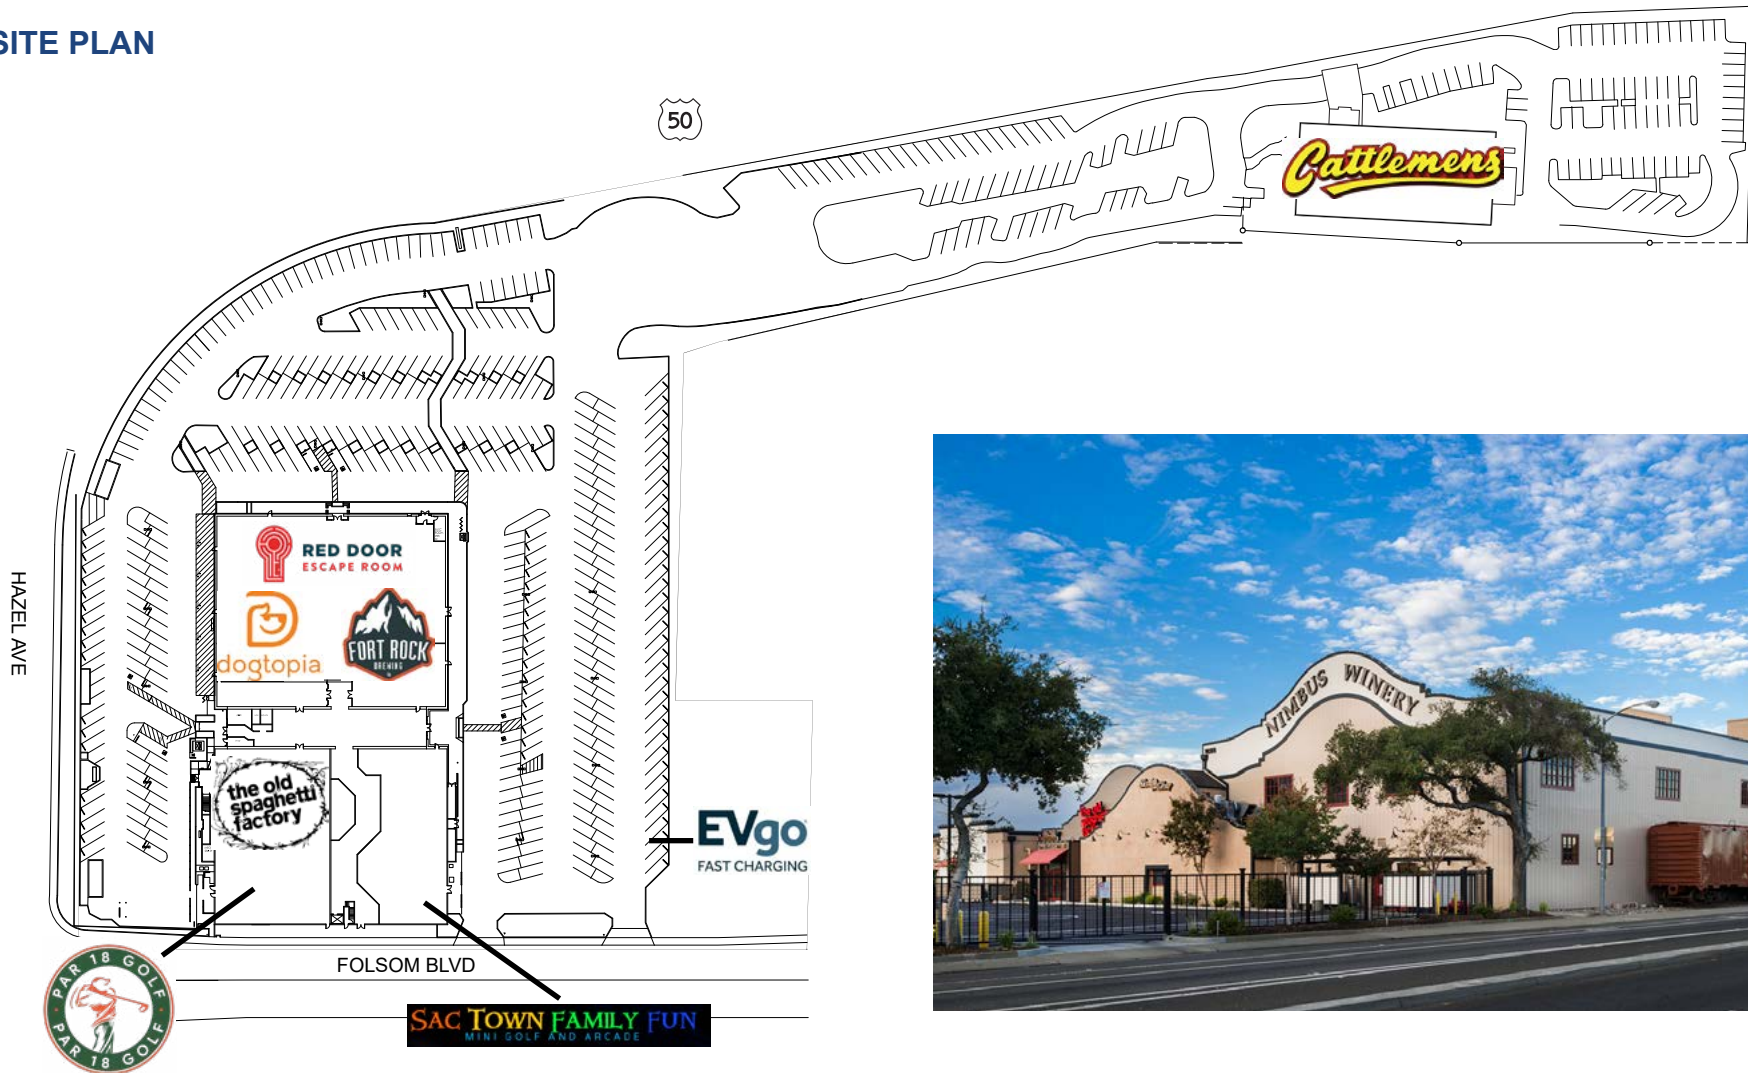 SITE PLAN
50
Cattlemens
HAZEL AVE
RED DOOR
ESCAPE ROOM
dogtopia
FORT ROCK
BREWING
the old
spaghetti
factory
EVgo
FAST CHARGING
NIMBUS WINERY
FOLSOM BLVD
PAR 18 GOLF
PAR 18 GOLF
SAC TOWN FAMILY FUN
MINI GOLF AND ARCADE